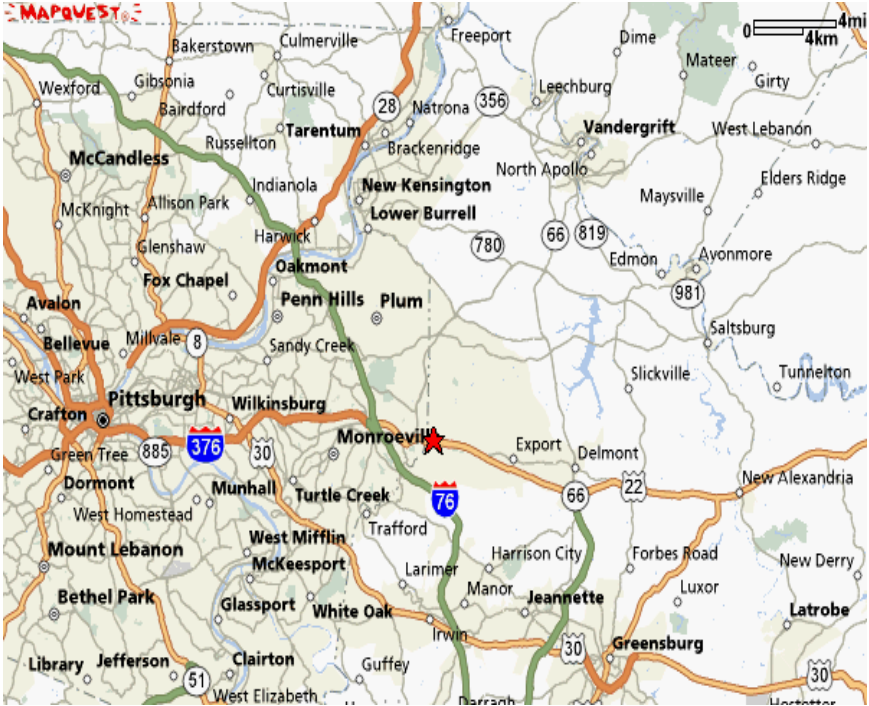 MAPQUEST
0
4mi
4km
Freeport
Culmerville
Bakerstown
Dime
Mateer
Girty
Wexford
Gibsonia
Curtisville
Leechburg
Bairdford
28
Natrona
356
Russellton
Tarentum
Vandergrift
West Lebanon
Brackenridge
McCandless
North Apollo
Indianola
New Kensington
Elders Ridge
Maysville
McKnight
Allison Park
Lower Burrell
Harwick
780
66
819
Glenshaw
Edmon
Avonmore
Oakmont
Fox Chapel
981
Avalon
Penn Hills
Plum
Saltsburg
Bellevue
Millvale
8
Sandy Creek
West Park
Slickville
Tunnelton
Pittsburgh
Wilkinsburg
Crafton
Monroevill
376
885
30
Green Tree
Export
Delmont
Dormont
Munhall
Turtle Creek
76
66
22
New Alexandria
West Homestead
Trafford
West Mifflin
Mount Lebanon
McKeesport
Larimer
Harrison City
Forbes Road
New Derry
Manor
Luxor
Bethel Park
Glassport
White Oak
Jeannette
Latrobe
Irwin
30
Greensburg
Library
Jefferson
Clairton
Guffey
30
51
West Elizabeth
Darragh
Hostetter